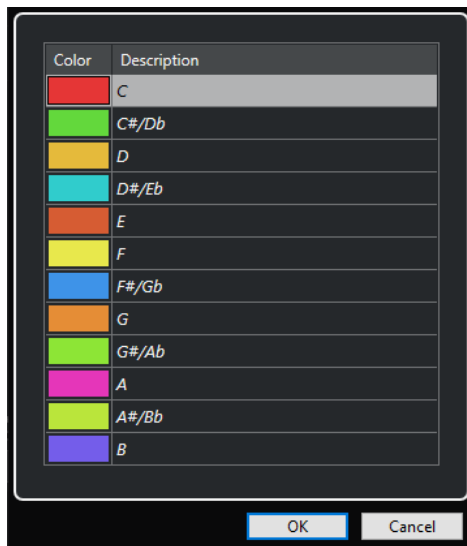 Color Description
C
C#/Db
D
D#/Eb
E
F
F#/Gb
G
G#/Ab
A
A#/Bb
B
OK Cancel